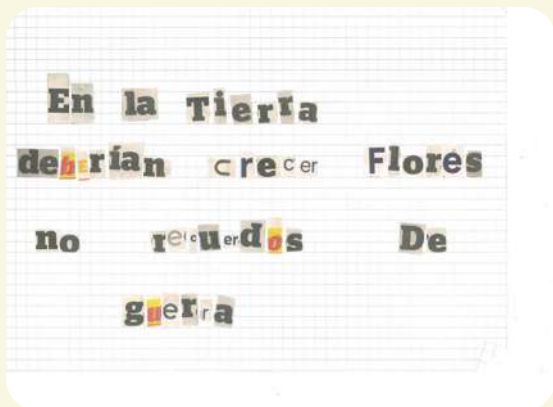 En la Tierra
deberían crecer Flores
no recuerdos De
guerra